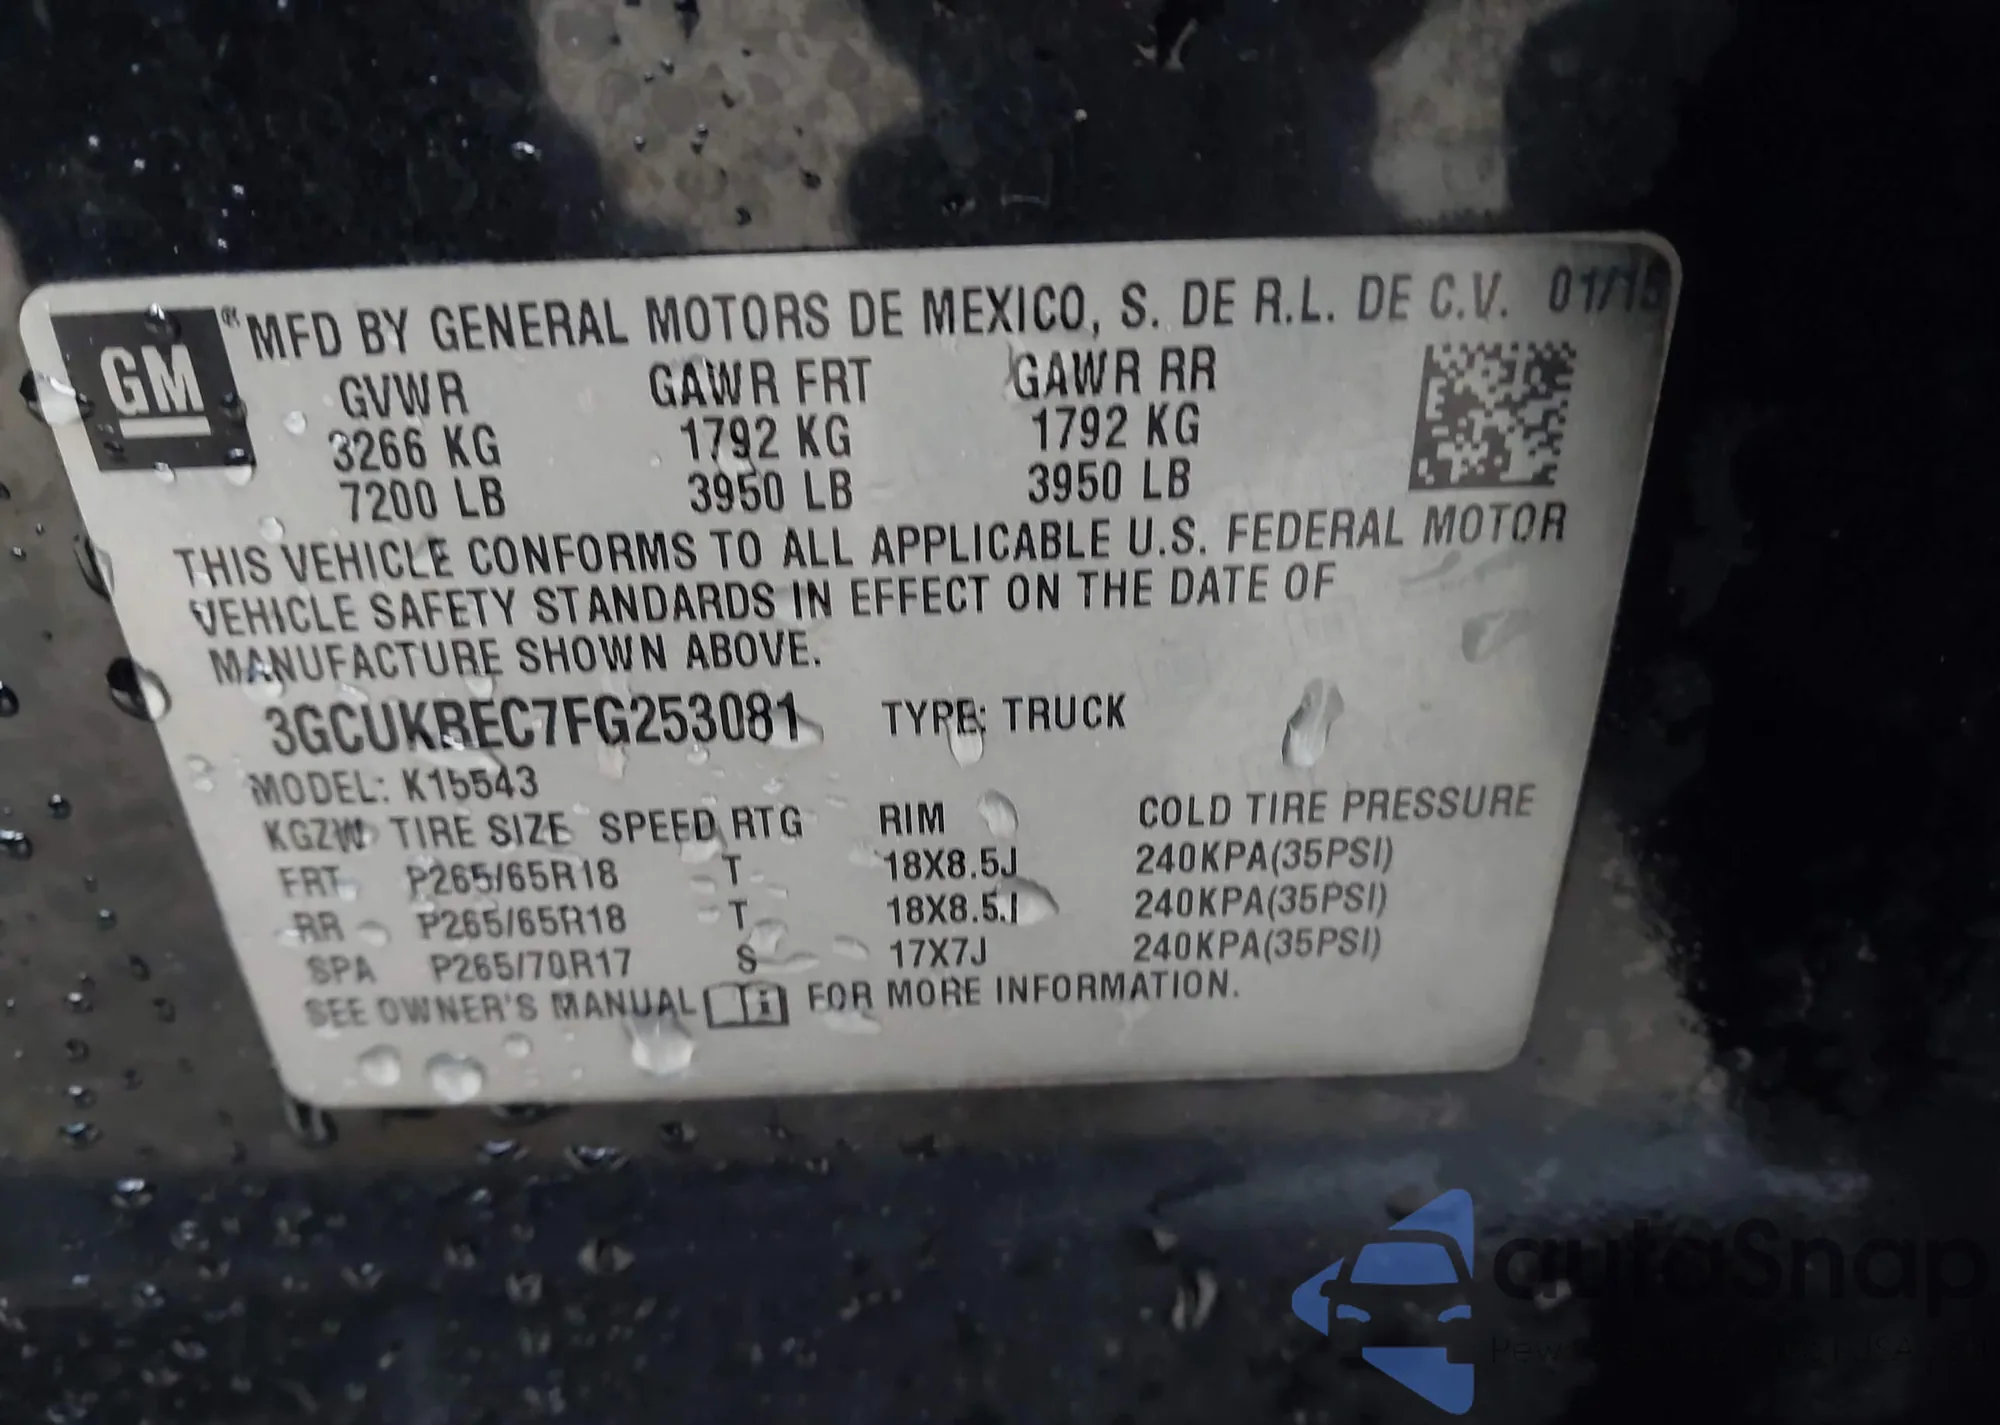 GM ® MFD BY GENERAL MOTORS DE MEXICO, S. DE R.L. DE C.V. 01/15
GVWR GAWR FRT GAWR RR
3266 KG 1792 KG 1792 KG
7200 LB 3950 LB 3950 LB
THIS VEHICLE CONFORMS TO ALL APPLICABLE U.S. FEDERAL MOTOR
VEHICLE SAFETY STANDARDS IN EFFECT ON THE DATE OF
MANUFACTURE SHOWN ABOVE.
3GCUKREC7FG253081 TYPE: TRUCK
MODEL: K15543
KGZW TIRE SIZE SPEED RTG RIM COLD TIRE PRESSURE
FRT P265/65R18 T 18X8.5J 240KPA(35PSI)
RR P265/65R18 T 18X8.5J 240KPA(35PSI)
SPA P265/70R17 S 17X7J 240KPA(35PSI)
SEE OWNER'S MANUAL i FOR MORE INFORMATION.
autoSnap